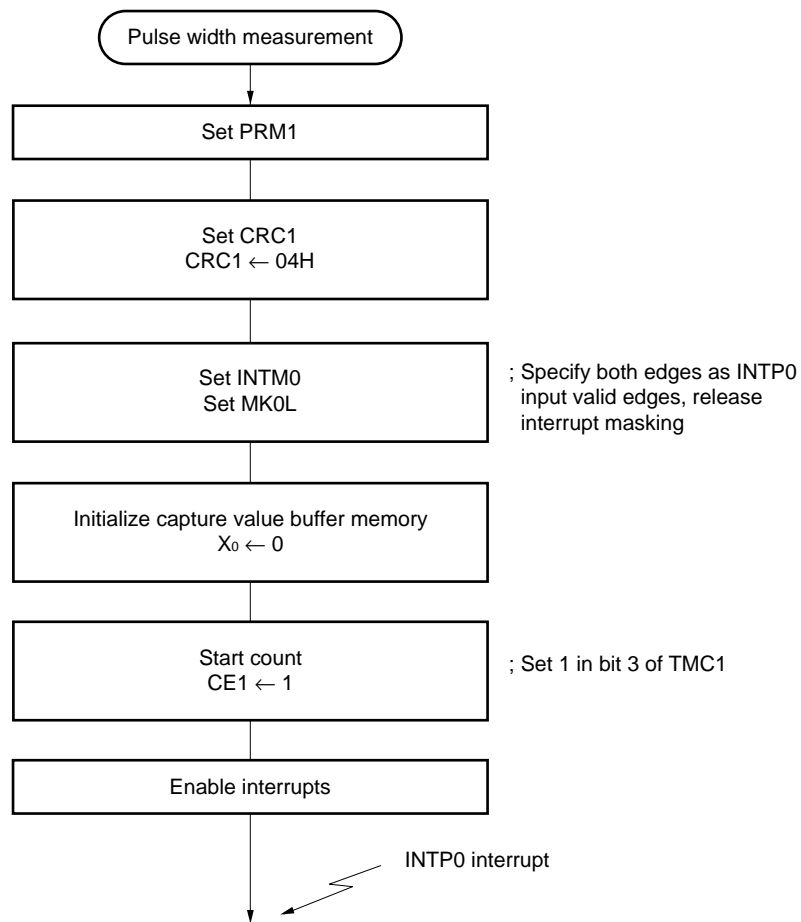 Pulse width measurement
Set PRM1
Set CRC1
CRC1 ← 04H
Set INTM0
Set MK0L
; Specify both edges as INTP0
input valid edges, release
interrupt masking
Initialize capture value buffer memory
X₀ ← 0
Start count
CE1 ← 1
; Set 1 in bit 3 of TMC1
Enable interrupts
INTP0 interrupt